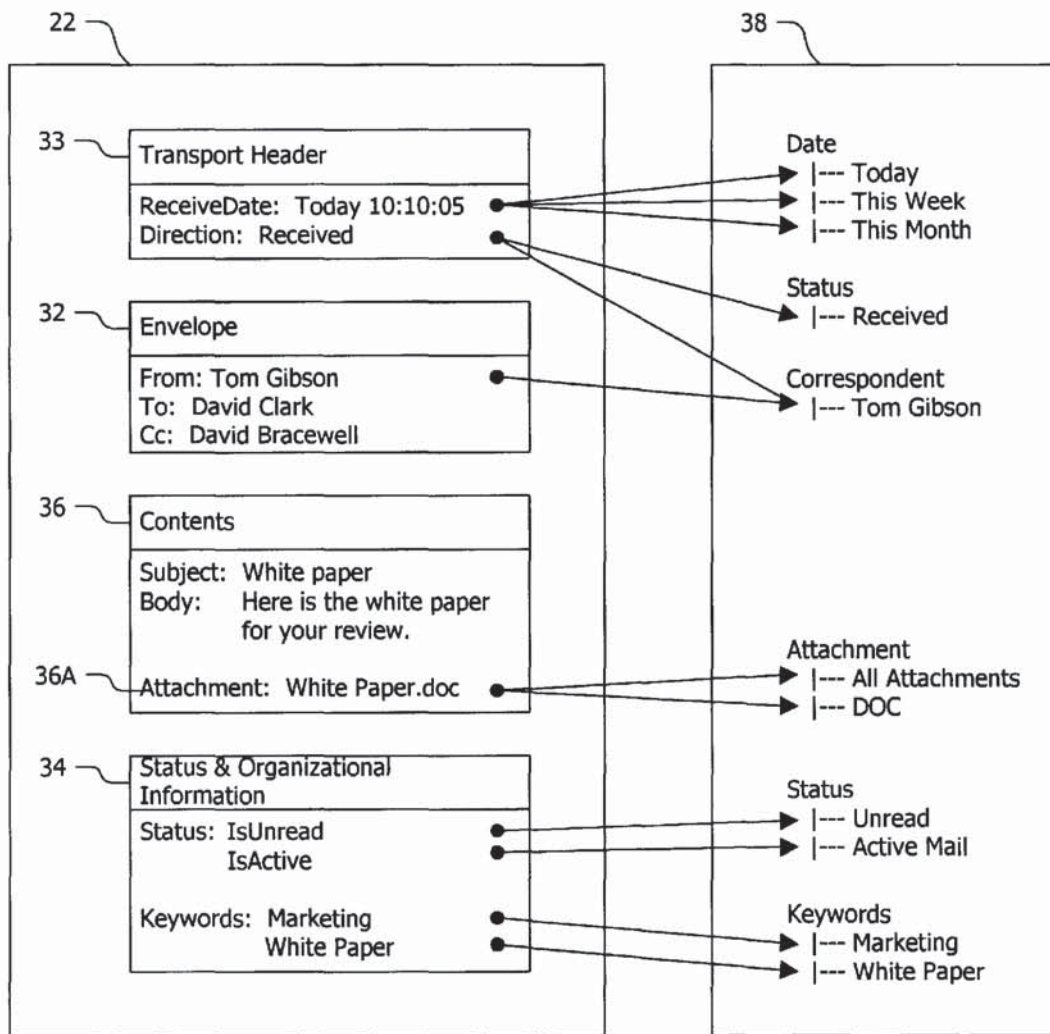 22
38
33
Transport Header
ReceiveDate: Today 10:10:05
Direction: Received
32
Envelope
From: Tom Gibson
To: David Clark
Cc: David Bracewell
36
Contents
Subject: White paper
Body: Here is the white paper
for your review.
36A
Attachment: White Paper.doc
34
Status & Organizational
Information
Status: IsUnread
IsActive
Keywords: Marketing
White Paper
Date
|--- Today
|--- This Week
|--- This Month
Status
|--- Received
Correspondent
|--- Tom Gibson
Attachment
|--- All Attachments
|--- DOC
Status
|--- Unread
|--- Active Mail
Keywords
|--- Marketing
|--- White Paper